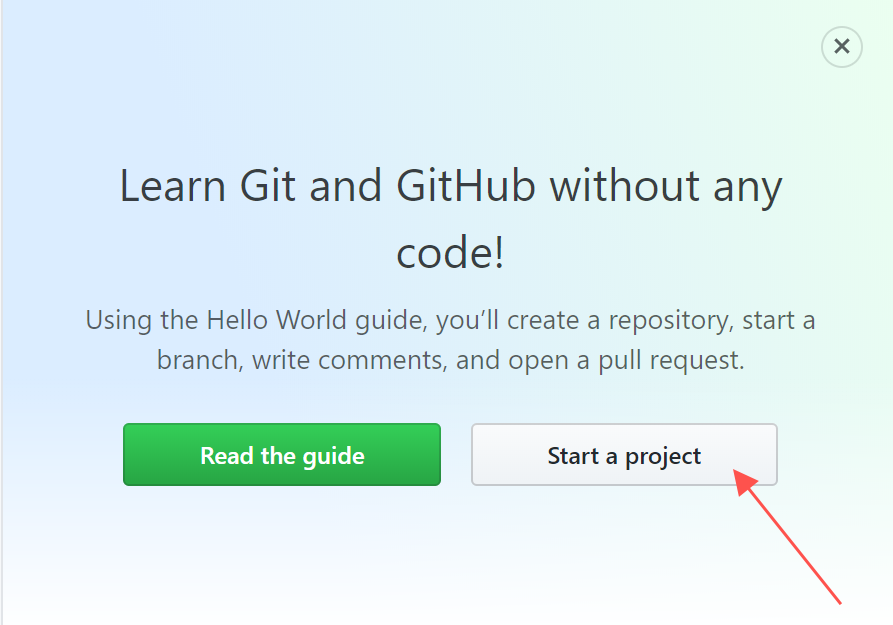 Learn Git and GitHub without any
code!
Using the Hello World guide, you’ll create a repository, start a
branch, write comments, and open a pull request.
Read the guide
Start a project